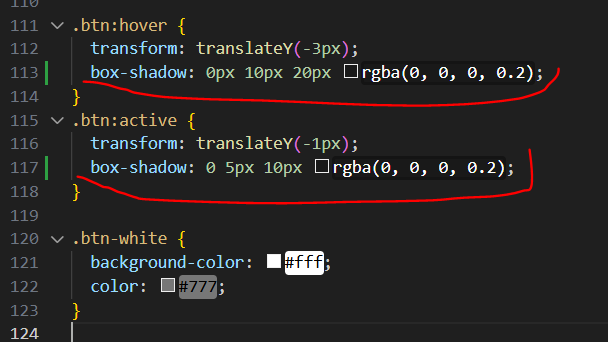 110
111 .btn:hover {
112 transform: translateY(-3px);
113 box-shadow: 0px 10px 20px rgba(0, 0, 0, 0.2);
114 }
115 .btn:active {
116 transform: translateY(-1px);
117 box-shadow: 0 5px 10px rgba(0, 0, 0, 0.2);
118 }
119
120 .btn-white {
121 background-color: #fff;
122 color: #777;
123 }
124